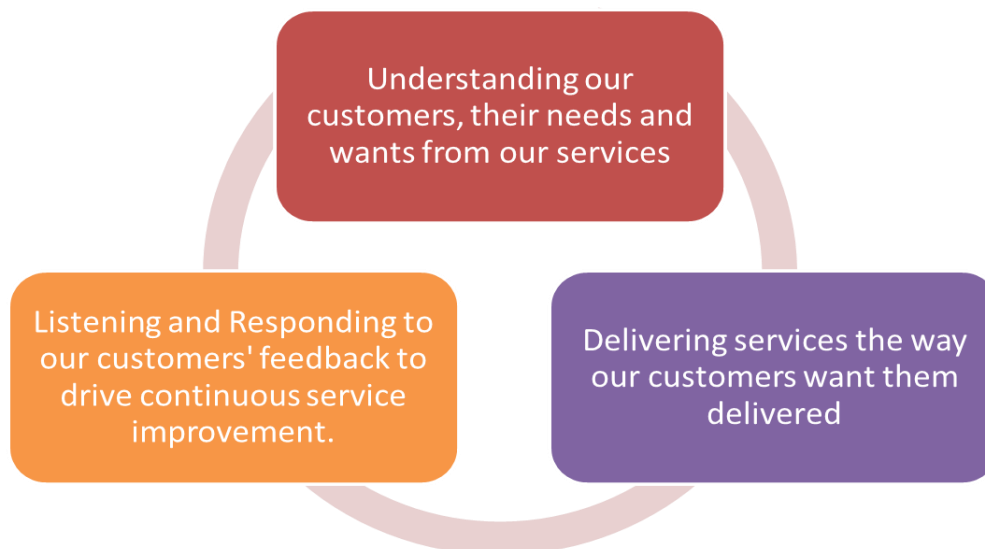 Understanding our
customers, their needs and
wants from our services
Listening and Responding to
our customers' feedback to
drive continuous service
improvement.
Delivering services the way
our customers want them
delivered